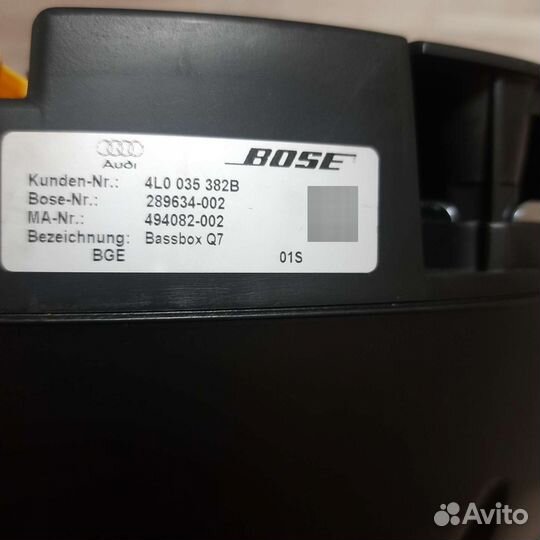 Audi
BOSE
Kunden-Nr.: 4L0 035 382B
Bose-Nr.: 289634-002
MA-Nr.: 494082-002
Bezeichnung: Bassbox Q7
BGE 01S
Avito